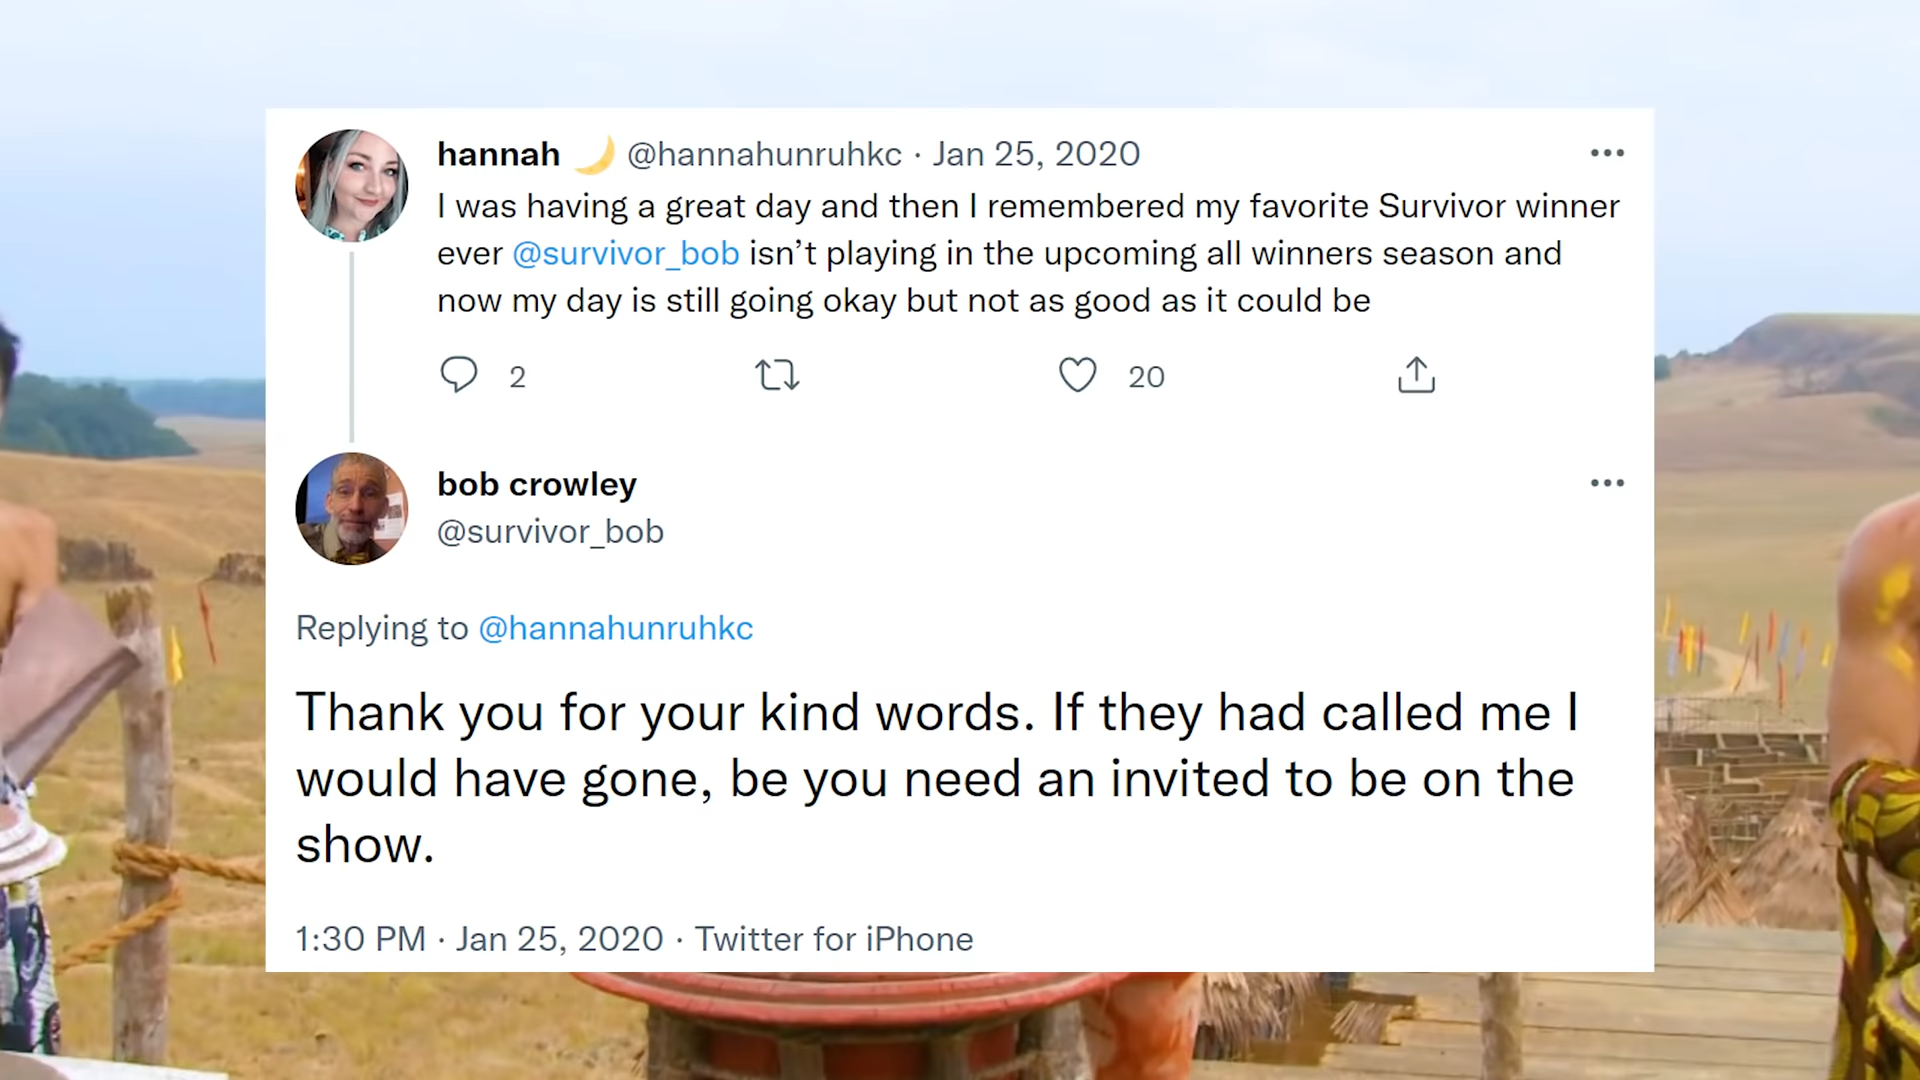 hannah 🌙 @hannahunruhkc · Jan 25, 2020
I was having a great day and then I remembered my favorite Survivor winner
ever @survivor_bob isn’t playing in the upcoming all winners season and
now my day is still going okay but not as good as it could be
2 20
bob crowley
@survivor_bob
Replying to @hannahunruhkc
Thank you for your kind words. If they had called me I
would have gone, be you need an invited to be on the
show.
1:30 PM · Jan 25, 2020 · Twitter for iPhone